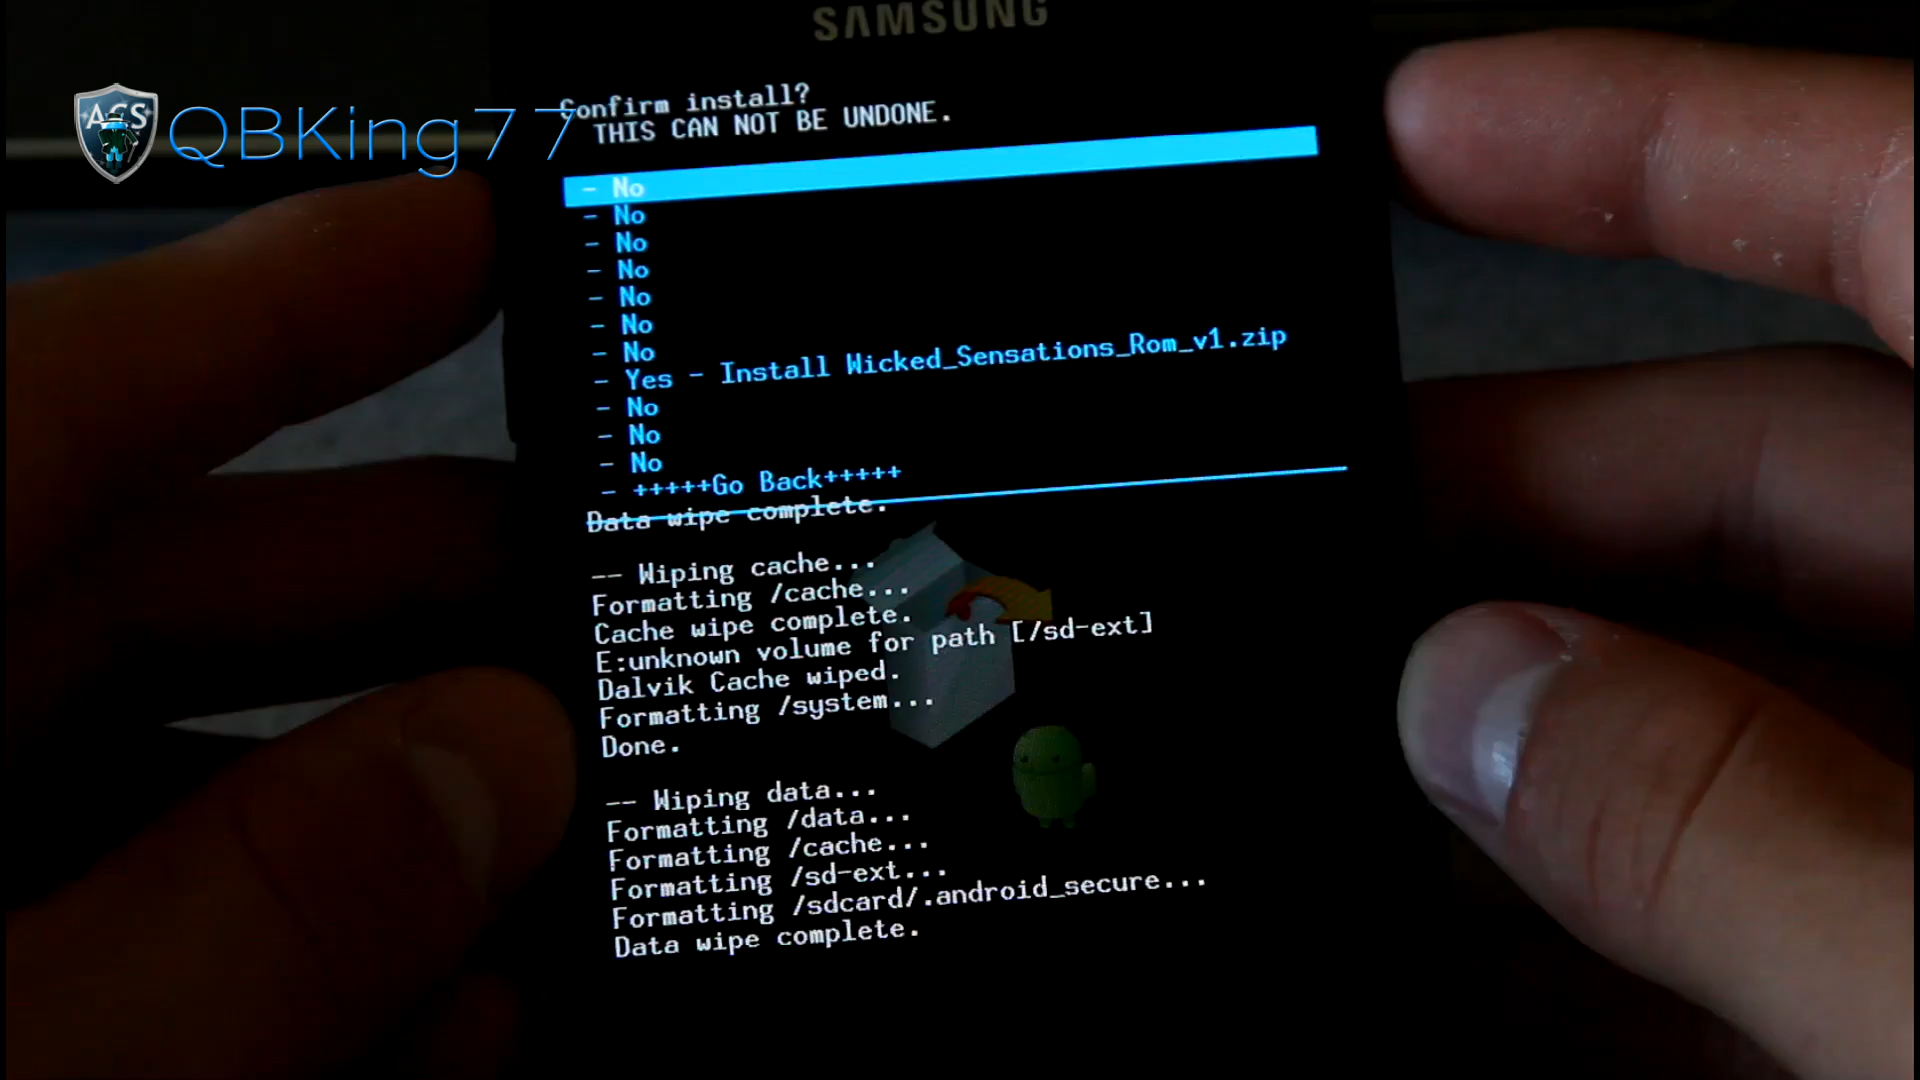 SAMSUNG
ACS
QBKing77
Confirm install?
THIS CAN NOT BE UNDONE.
- No
- No
- No
- No
- No
- No
- No
- Yes - Install Wicked_Sensations_Rom_v1.zip
- No
- No
- No
- +++++Go Back+++++
Data wipe complete.
-- Wiping cache...
Formatting /cache...
Cache wipe complete.
E:unknown volume for path [/sd-ext]
Dalvik Cache wiped.
Formatting /system...
Done.
-- Wiping data...
Formatting /data...
Formatting /cache...
Formatting /sd-ext...
Formatting /sdcard/.android_secure...
Data wipe complete.